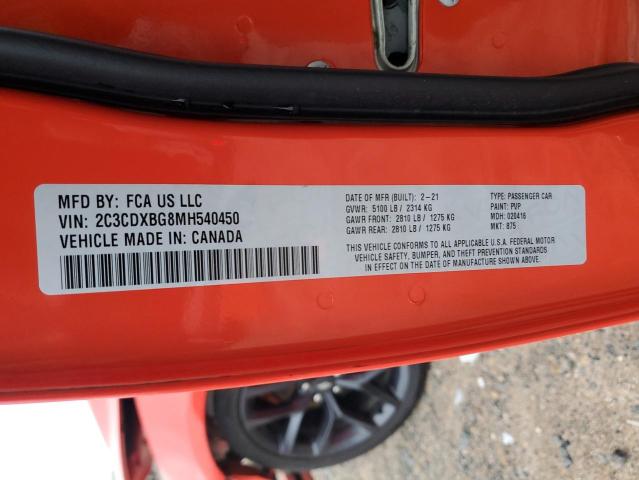 MFD BY: FCA US LLC
VIN: 2C3CDXBG8MH540450
VEHICLE MADE IN: CANADA
DATE OF MFR (BUILT): 2-21
GVWR: 5100 LB / 2314 KG
GAWR FRONT: 2810 LB / 1275 KG
GAWR REAR: 2810 LB / 1275 KG
TYPE: PASSENGER CAR
PAINT: PVP
MDH: 020416
MKT: 875
THIS VEHICLE CONFORMS TO ALL APPLICABLE U.S.A. FEDERAL MOTOR
VEHICLE SAFETY, BUMPER, AND THEFT PREVENTION STANDARDS
IN EFFECT ON THE DATE OF MANUFACTURE SHOWN ABOVE.